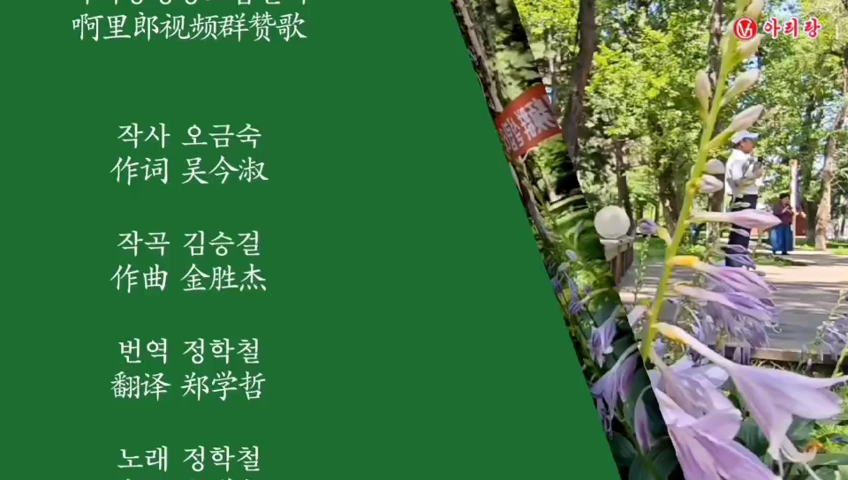 啊里郎视频群赞歌
작사 오금숙
作词 吴今淑
작곡 김승걸
作曲 金胜杰
번역 정학철
翻译 郑学哲
노래 정학철
아리랑